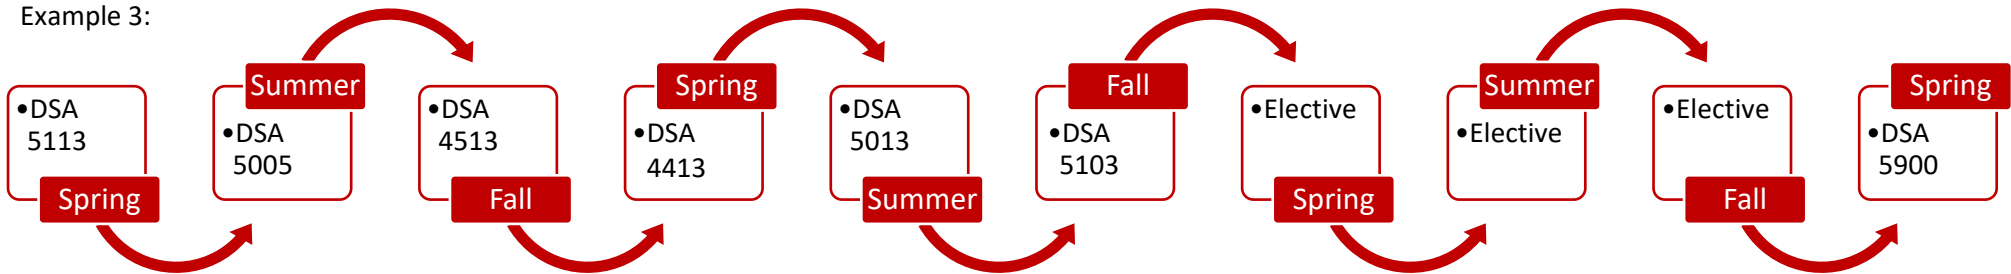 Example 3:
•DSA
5113
Spring
Summer
•DSA
5005
•DSA
4513
Fall
Spring
•DSA
4413
•DSA
5013
Summer
Fall
•DSA
5103
•Elective
Spring
Summer
•Elective
•Elective
Fall
Spring
•DSA
5900